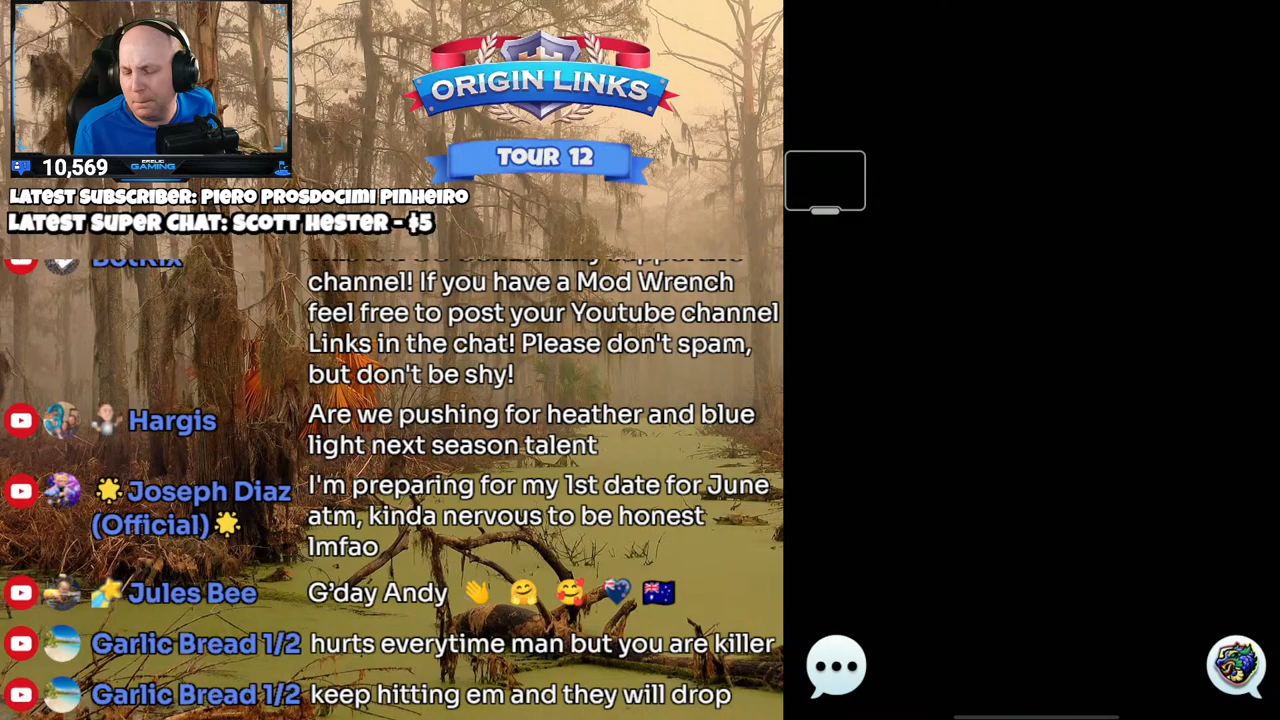 ORIGIN LINKS
TOUR 12
10,569
GAMING
Latest Subscriber: Piero Prosdocimi Pinheiro
Latest Super Chat: Scott Hester - $5
BotRix
channel! If you have a Mod Wrench
feel free to post your Youtube channel
Links in the chat! Please don't spam,
but don't be shy!
Hargis
Are we pushing for heather and blue
light next season talent
Joseph Diaz
(Official)
I'm preparing for my 1st date for June
atm, kinda nervous to be honest
lmfao
Jules Bee
G'day Andy 👋 🤗 🥰
Garlic Bread 1/2 hurts everytime man but you are killer
Garlic Bread 1/2 keep hitting em and they will drop